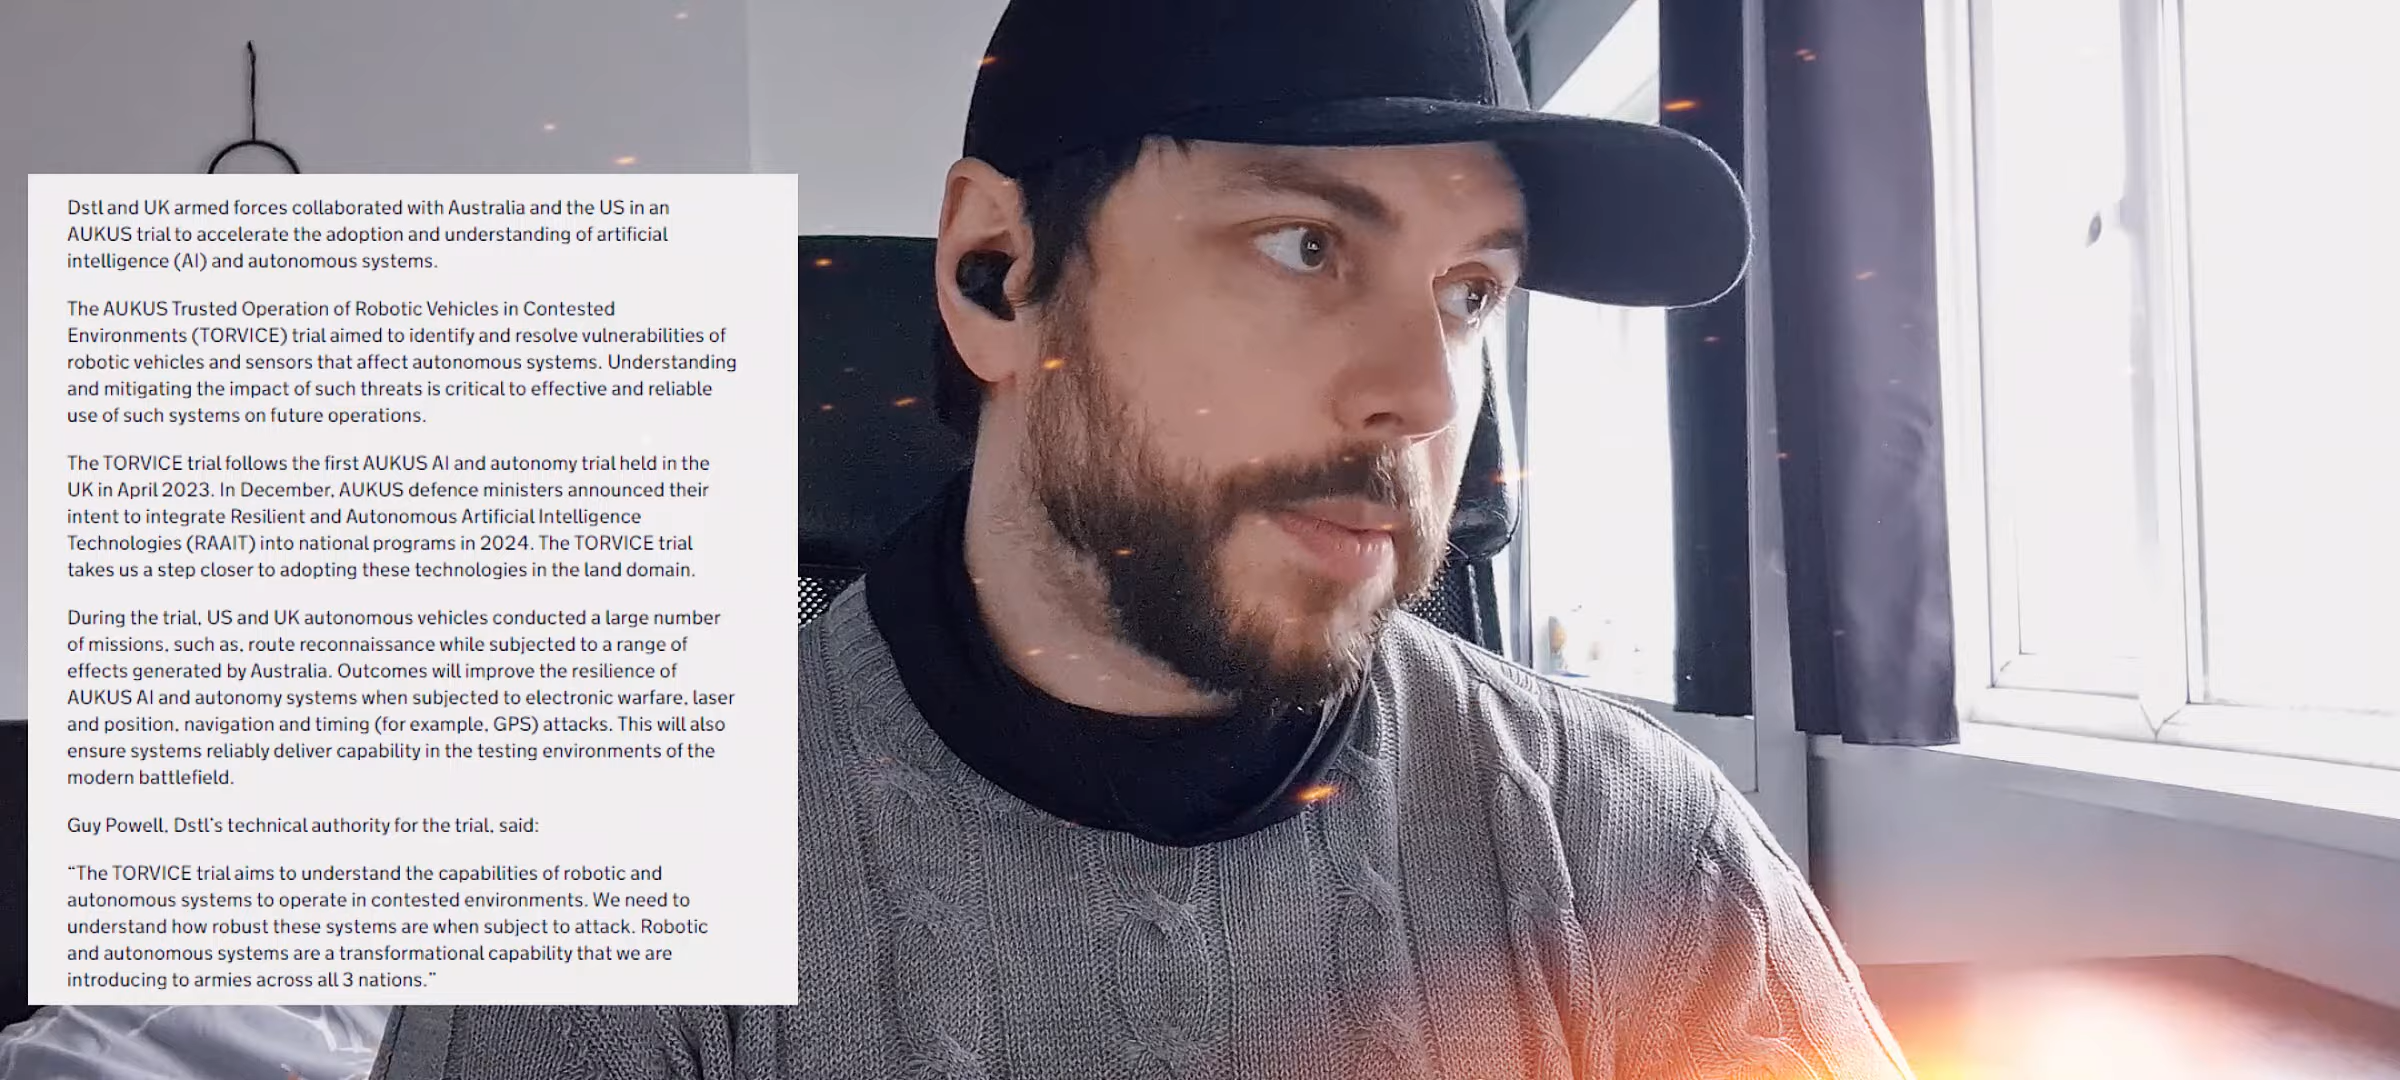 Dstl and UK armed forces collaborated with Australia and the US in an
AUKUS trial to accelerate the adoption and understanding of artificial
intelligence (AI) and autonomous systems.
The AUKUS Trusted Operation of Robotic Vehicles in Contested
Environments (TORVICE) trial aimed to identify and resolve vulnerabilities of
robotic vehicles and sensors that affect autonomous systems. Understanding
and mitigating the impact of such threats is critical to effective and reliable
use of such systems on future operations.
The TORVICE trial follows the first AUKUS AI and autonomy trial held in the
UK in April 2023. In December, AUKUS defence ministers announced their
intent to integrate Resilient and Autonomous Artificial Intelligence
Technologies (RAAIT) into national programs in 2024. The TORVICE trial
takes us a step closer to adopting these technologies in the land domain.
During the trial, US and UK autonomous vehicles conducted a large number
of missions, such as, route reconnaissance while subjected to a range of
effects generated by Australia. Outcomes will improve the resilience of
AUKUS AI and autonomy systems when subjected to electronic warfare, laser
and position, navigation and timing (for example, GPS) attacks. This will also
ensure systems reliably deliver capability in the testing environments of the
modern battlefield.
Guy Powell, Dstl's technical authority for the trial, said:
“The TORVICE trial aims to understand the capabilities of robotic and
autonomous systems to operate in contested environments. We need to
understand how robust these systems are when subject to attack. Robotic
and autonomous systems are a transformational capability that we are
introducing to armies across all 3 nations.”